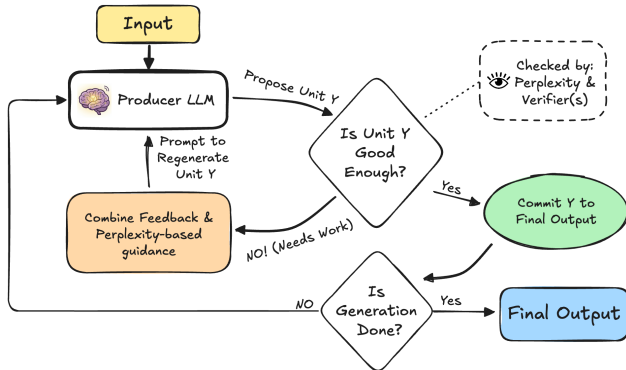 Input
Producer LLM
Propose Unit Y
Is Unit Y
Good
Enough?
Checked by:
Perplexity &
Verifier(s)
Prompt to
Regenerate
Unit Y
Combine Feedback &
Perplexity-based
guidance
NO! (Needs Work)
Yes
Commit Y to
Final Output
Is
Generation
Done?
NO
Yes
Final Output